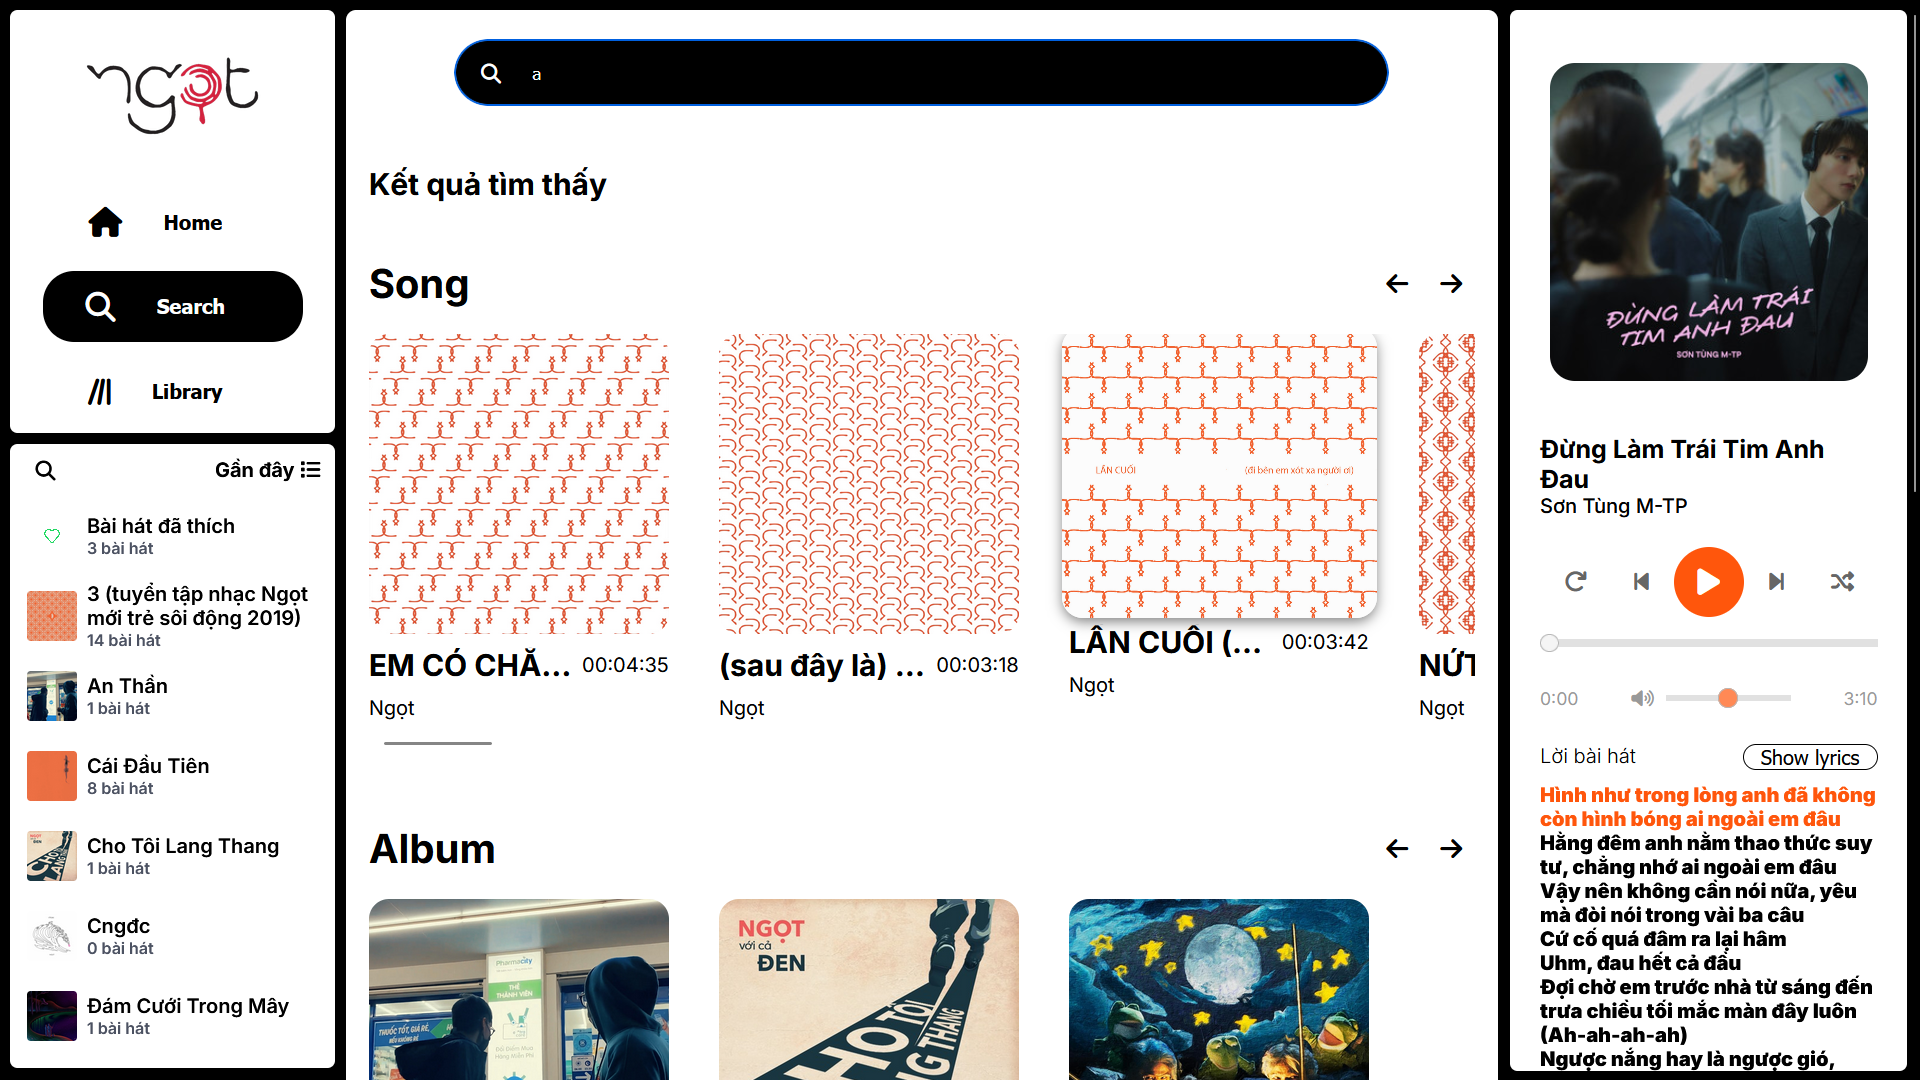 ngọt
Home
Search
Library
Gần đây
Bài hát đã thích
3 bài hát
3 (tuyển tập nhạc Ngọt
mới trẻ sôi động 2019)
14 bài hát
An Thần
1 bài hát
Cái Đầu Tiên
8 bài hát
Cho Tôi Lang Thang
1 bài hát
Cngđc
0 bài hát
Đám Cưới Trong Mây
1 bài hát
a
Kết quả tìm thấy
Song
LẦN CUỐI (đi bên em xót xa người ơi)
EM CÓ CHẮ... 00:04:35
Ngọt
(sau đây là) ... 00:03:18
Ngọt
LẦN CUỐI (... 00:03:42
Ngọt
NỨT
Ngọt
Album
Pharmacity
THẺ
THÀNH VIÊN
THUỐC TỐT, GIÁ RẺ,
NGỌT
với cả
ĐEN
CHO TÔI
LANG THANG
ĐỪNG LÀM TRÁI
TIM ANH ĐAU
SƠN TÙNG M-TP
Đừng Làm Trái Tim Anh
Đau
Sơn Tùng M-TP
0:00 3:10
Lời bài hát Show lyrics
Hình như trong lòng anh đã không
còn hình bóng ai ngoài em đâu
Hằng đêm anh nằm thao thức suy
tư, chẳng nhớ ai ngoài em đâu
Vậy nên không cần nói nữa, yêu
mà đòi nói trong vài ba câu
Cứ cố quá đâm ra lại hâm
Uhm, đau hết cả đầu
Đợi chờ em trước nhà từ sáng đến
trưa chiều tối mắc màn đây luôn
(Ah-ah-ah-ah)
Ngược nắng hay là ngược gió,